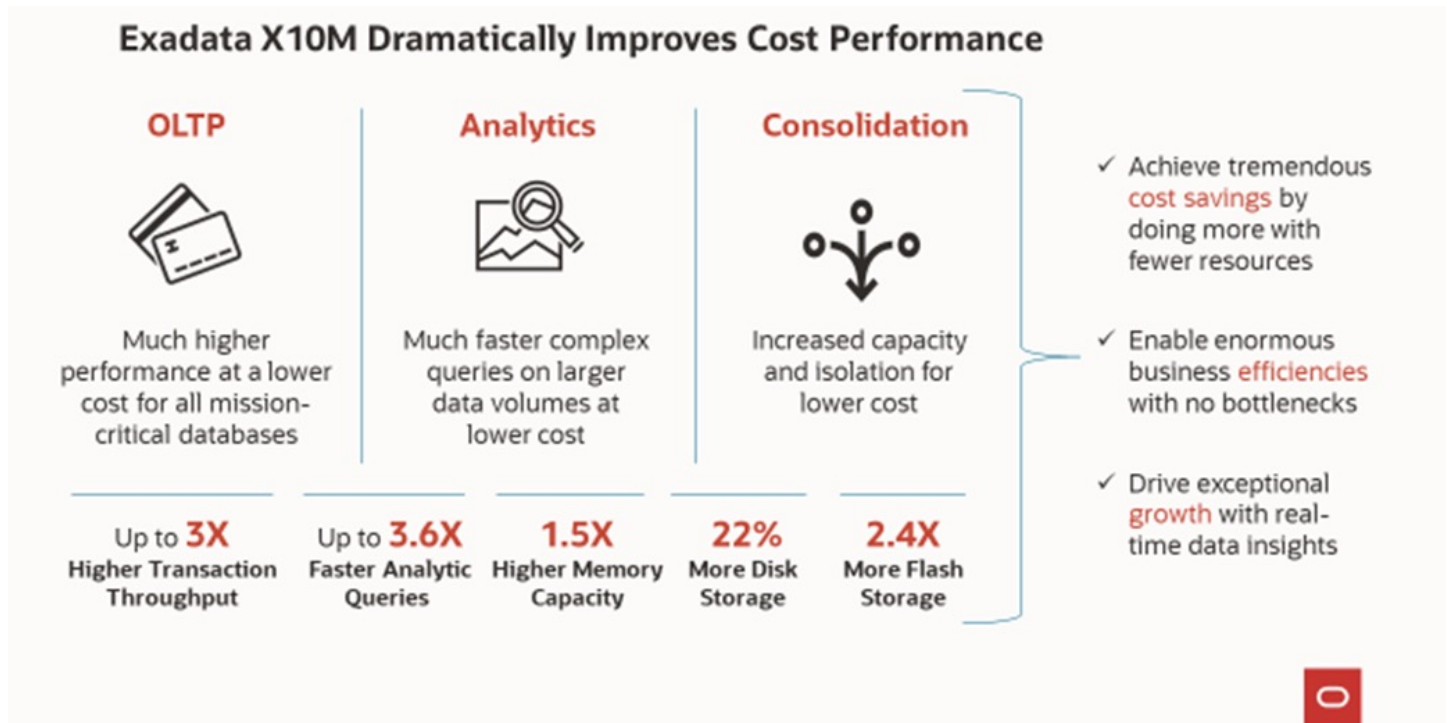 Exadata X10M Dramatically Improves Cost Performance
OLTP
Much higher
performance at a lower
cost for all mission-
critical databases
Analytics
Much faster complex
queries on larger
data volumes at
lower cost
Consolidation
Increased capacity
and isolation for
lower cost
Up to 3X
Higher Transaction
Throughput
Up to 3.6X
Faster Analytic
Queries
1.5X
Higher Memory
Capacity
22%
More Disk
Storage
2.4X
More Flash
Storage
✓ Achieve tremendous
cost savings by
doing more with
fewer resources
✓ Enable enormous
business efficiencies
with no bottlenecks
✓ Drive exceptional
growth with real-
time data insights